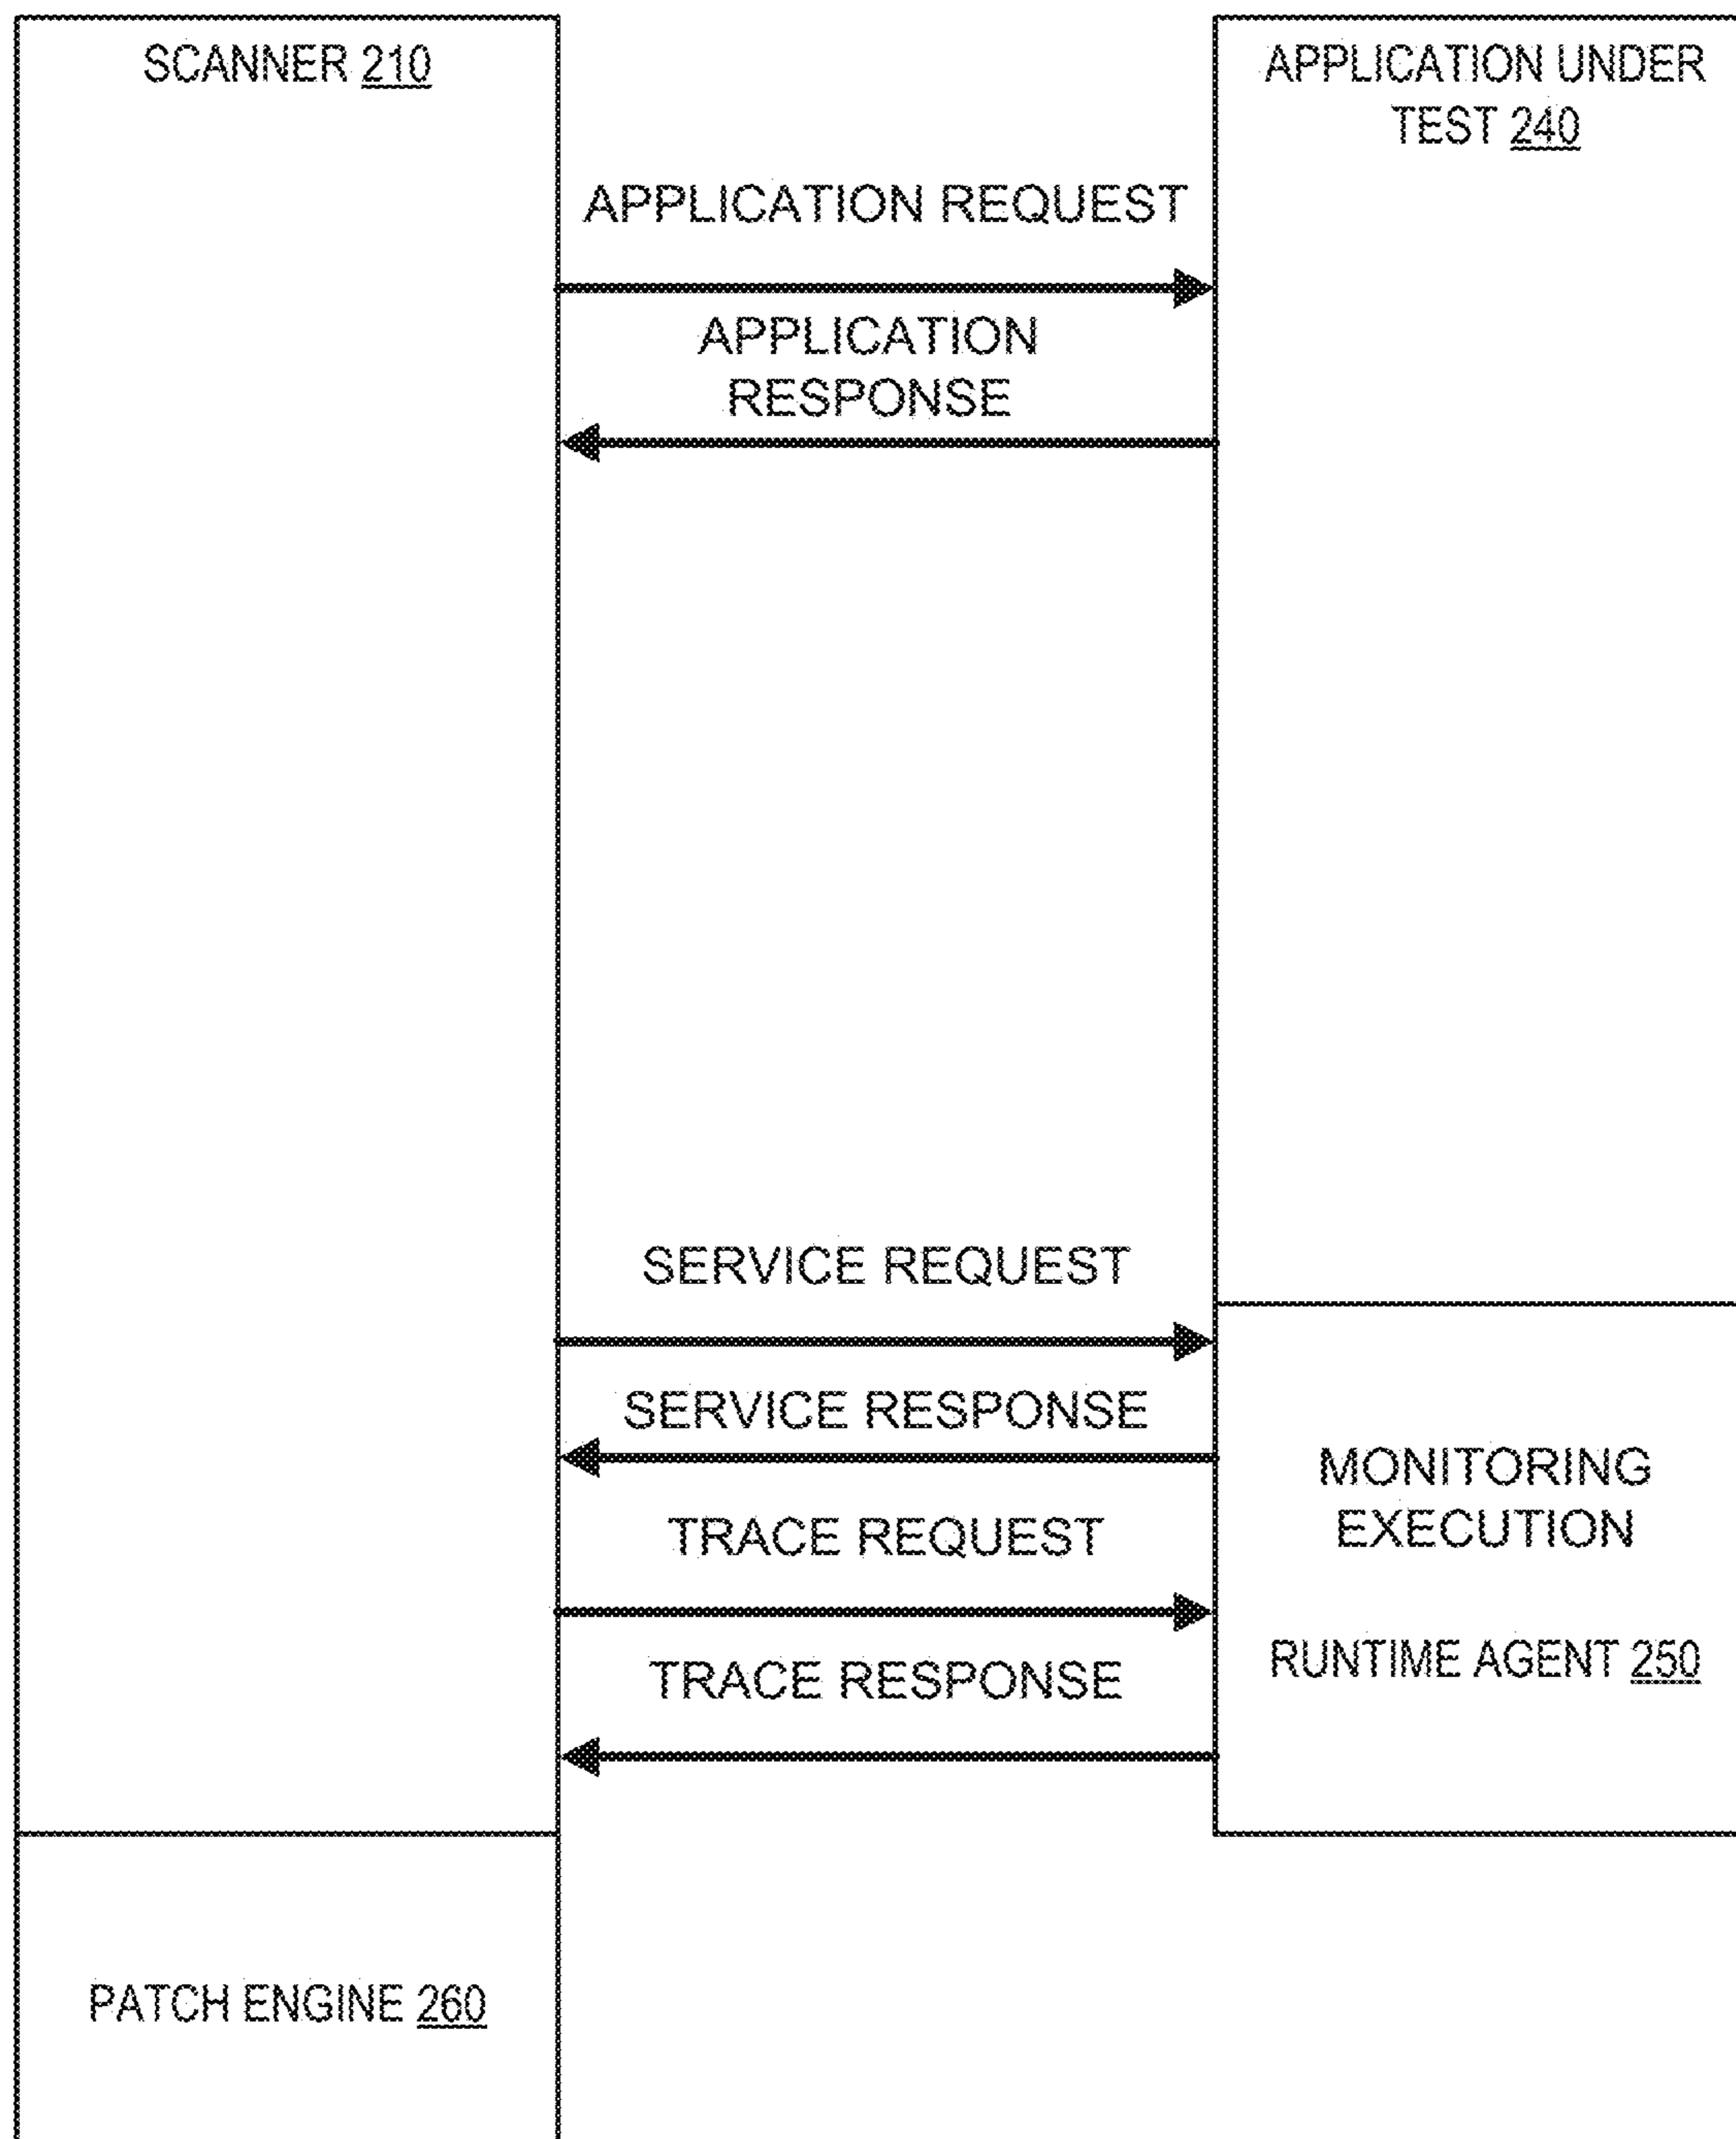 SCANNER 210
APPLICATION UNDER
TEST 240
APPLICATION REQUEST
APPLICATION
RESPONSE
SERVICE REQUEST
SERVICE RESPONSE
MONITORING
EXECUTION
TRACE REQUEST
RUNTIME AGENT 250
TRACE RESPONSE
PATCH ENGINE 260